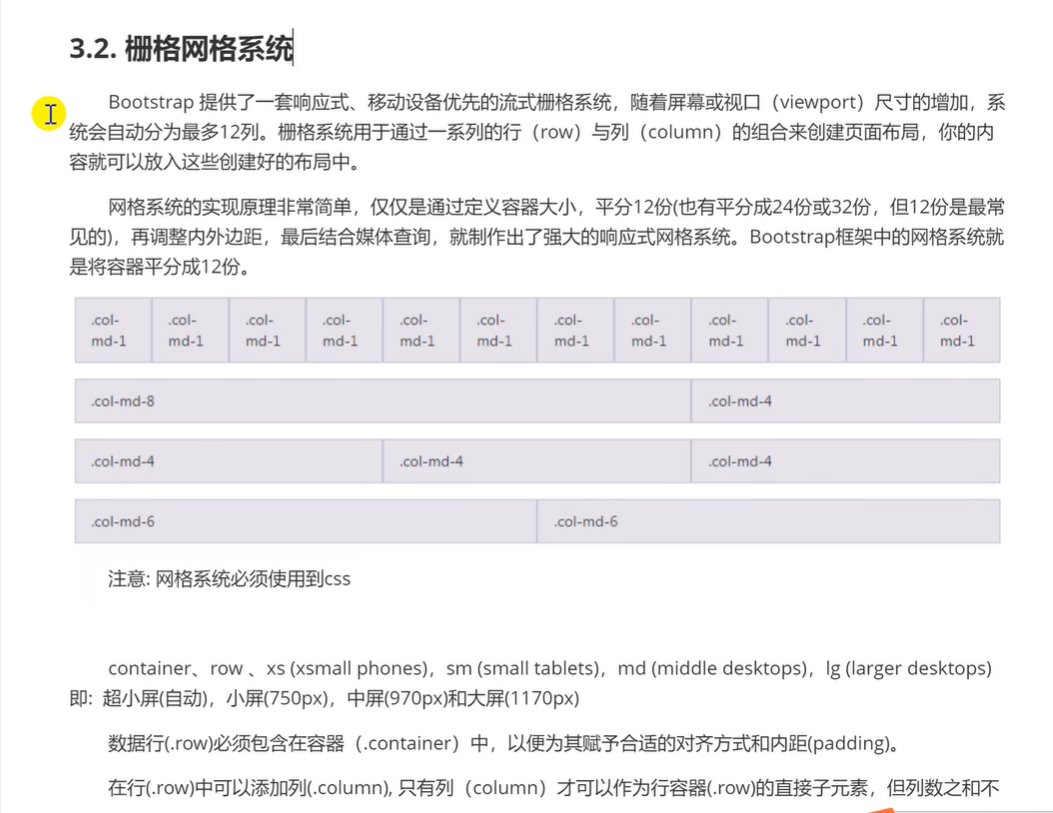 3.2. 栅格网格系统
Bootstrap 提供了一套响应式、移动设备优先的流式栅格系统，随着屏幕或视口（viewport）尺寸的增加，系
统会自动分为最多12列。栅格系统用于通过一系列的行（row）与列（column）的组合来创建页面布局，你的内
容就可以放入这些创建好的布局中。
网格系统的实现原理非常简单，仅仅是通过定义容器大小，平分12份(也有平分成24份或32份，但12份是最常
见的)，再调整内外边距，最后结合媒体查询，就制作出了强大的响应式网格系统。Bootstrap框架中的网格系统就
是将容器平分成12份。
.col- .col- .col- .col- .col- .col- .col- .col- .col- .col- .col- .col-
md-1 md-1 md-1 md-1 md-1 md-1 md-1 md-1 md-1 md-1 md-1 md-1
.col-md-8 .col-md-4
.col-md-4 .col-md-4 .col-md-4
.col-md-6 .col-md-6
注意: 网格系统必须使用到css
container、row 、xs (xsmall phones)，sm (small tablets)，md (middle desktops)，lg (larger desktops)
即: 超小屏(自动)，小屏(750px)，中屏(970px)和大屏(1170px)
数据行(.row)必须包含在容器（.container）中，以便为其赋予合适的对齐方式和内距(padding)。
在行(.row)中可以添加列(.column), 只有列（column）才可以作为行容器(.row)的直接子元素，但列数之和不